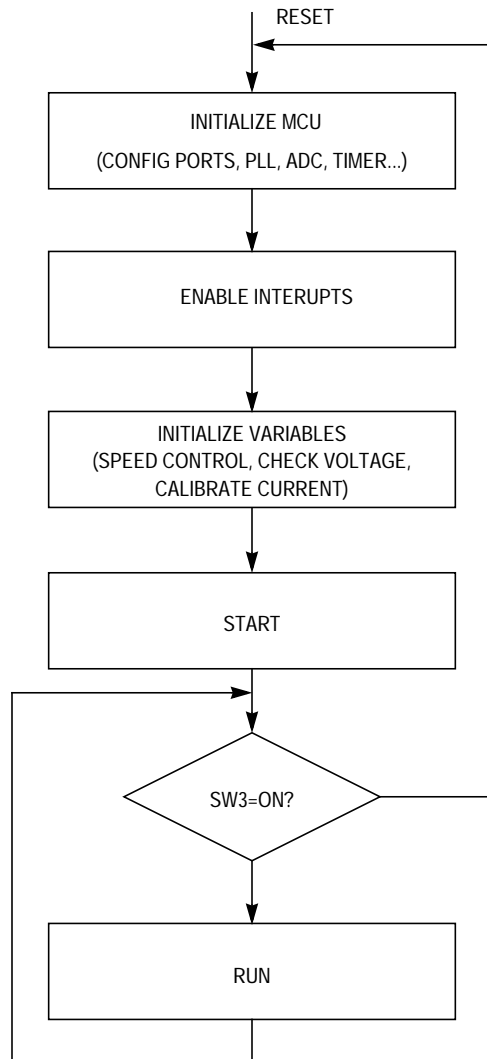 RESET
INITIALIZE MCU
(CONFIG PORTS, PLL, ADC, TIMER...)
ENABLE INTERUPTS
INITIALIZE VARIABLES
(SPEED CONTROL, CHECK VOLTAGE,
CALIBRATE CURRENT)
START
SW3=ON?
RUN